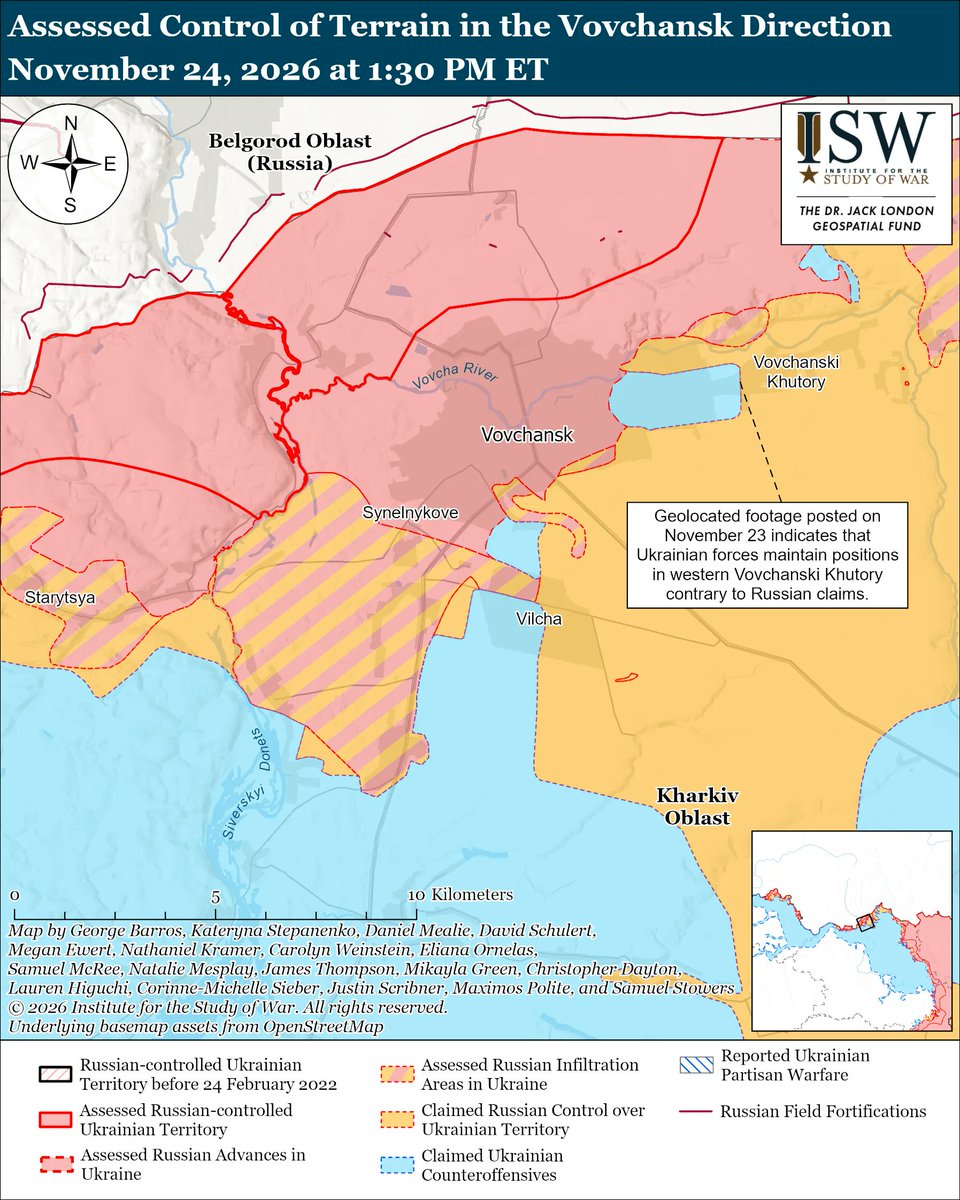 Assessed Control of Terrain in the Vovchansk Direction
November 24, 2026 at 1:30 PM ET
N
W
E
S
Belgorod Oblast
(Russia)
ISW
INSTITUTE FOR THE
STUDY OF WAR
THE DR. JACK LONDON
GEOSPATIAL FUND
Vovchanski
Khutory
Vovcha River
Vovchansk
Synelnykove
Geolocated footage posted on
November 23 indicates that
Ukrainian forces maintain positions
in western Vovchanski Khutory
contrary to Russian claims.
Starytsya
Vilcha
Siverskyi Donets
Kharkiv
Oblast
0 5 10 Kilometers
Map by George Barros, Kateryna Stepanenko, Daniel Mealie, David Schulert,
Megan Ewert, Nathaniel Kramer, Carolyn Weinstein, Eliana Ornelas,
Samuel McRee, Natalie Mesplay, James Thompson, Mikayla Green, Christopher Dayton,
Lauren Higuchi, Corinne-Michelle Sieber, Justin Scribner, Maximos Polite, and Samuel Stowers
© 2026 Institute for the Study of War. All rights reserved.
Underlying basemap assets from OpenStreetMap
Russian-controlled Ukrainian
Territory before 24 February 2022
Assessed Russian-controlled
Ukrainian Territory
Assessed Russian Advances in
Ukraine
Assessed Russian Infiltration
Areas in Ukraine
Claimed Russian Control over
Ukrainian Territory
Claimed Ukrainian
Counteroffensives
Reported Ukrainian
Partisan Warfare
Russian Field Fortifications